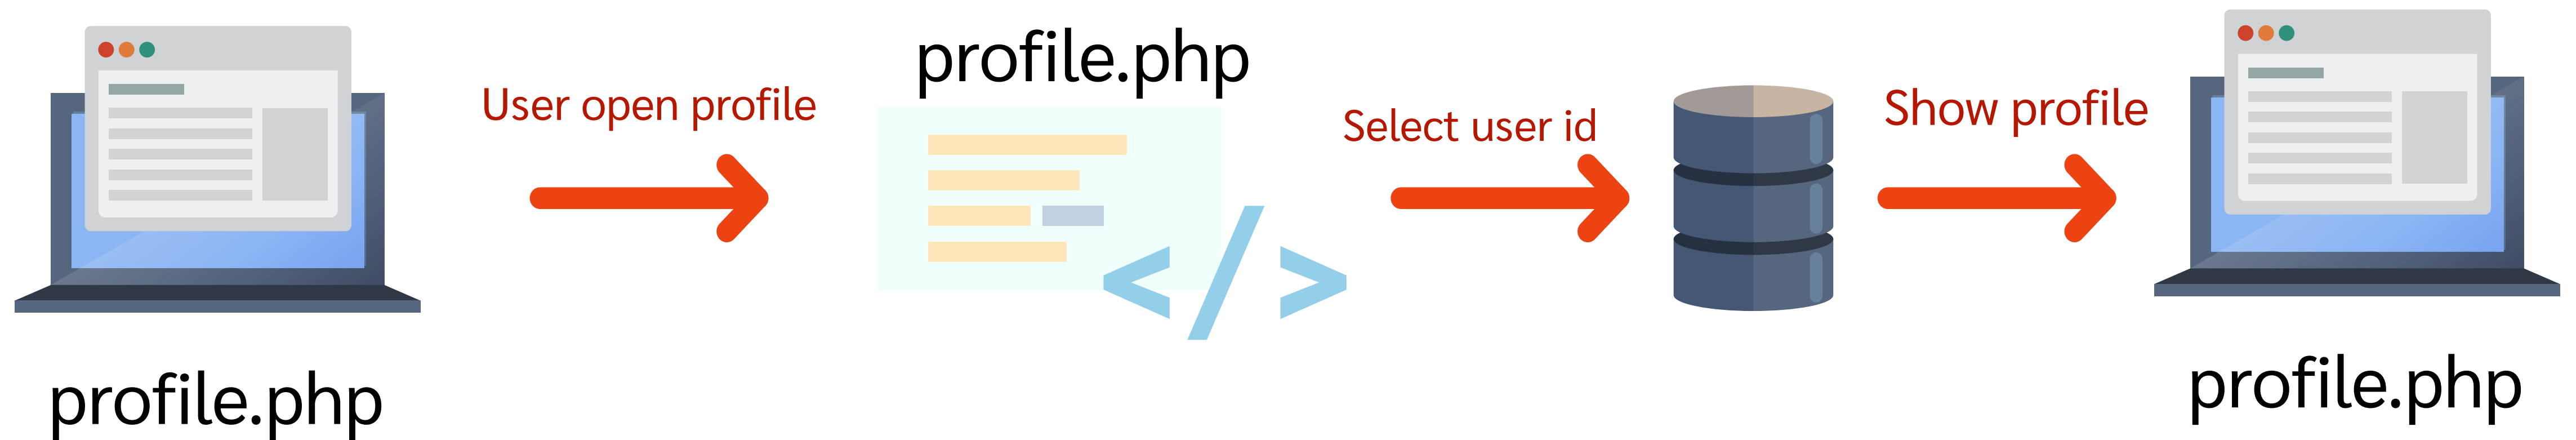 profile.php
User open profile
profile.php
</>
Select user id
Show profile
profile.php